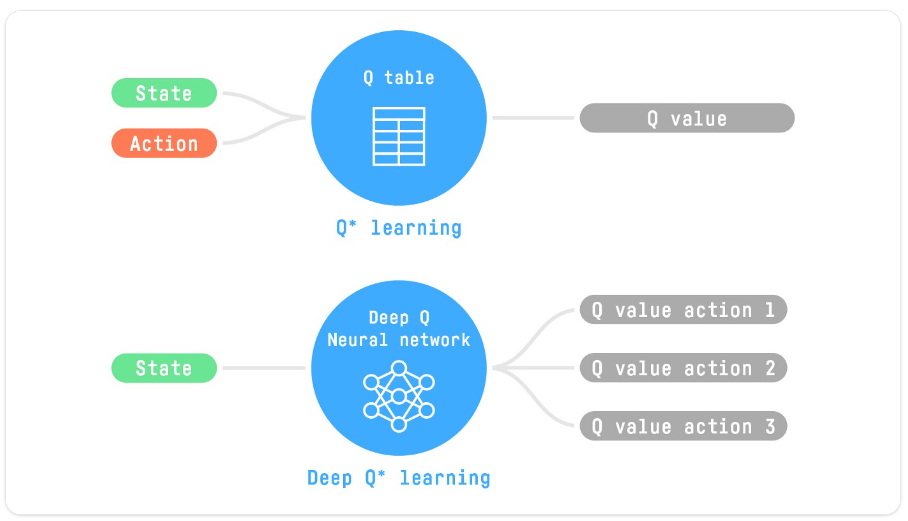 State
Action
Q table
Q value
Q* learning
State
Deep Q
Neural network
Q value action 1
Q value action 2
Q value action 3
Deep Q* learning